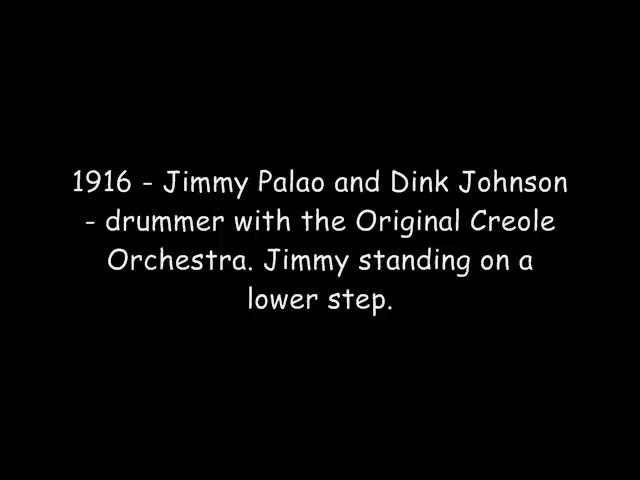 1916 - Jimmy Palao and Dink Johnson
- drummer with the Original Creole
Orchestra. Jimmy standing on a
lower step.